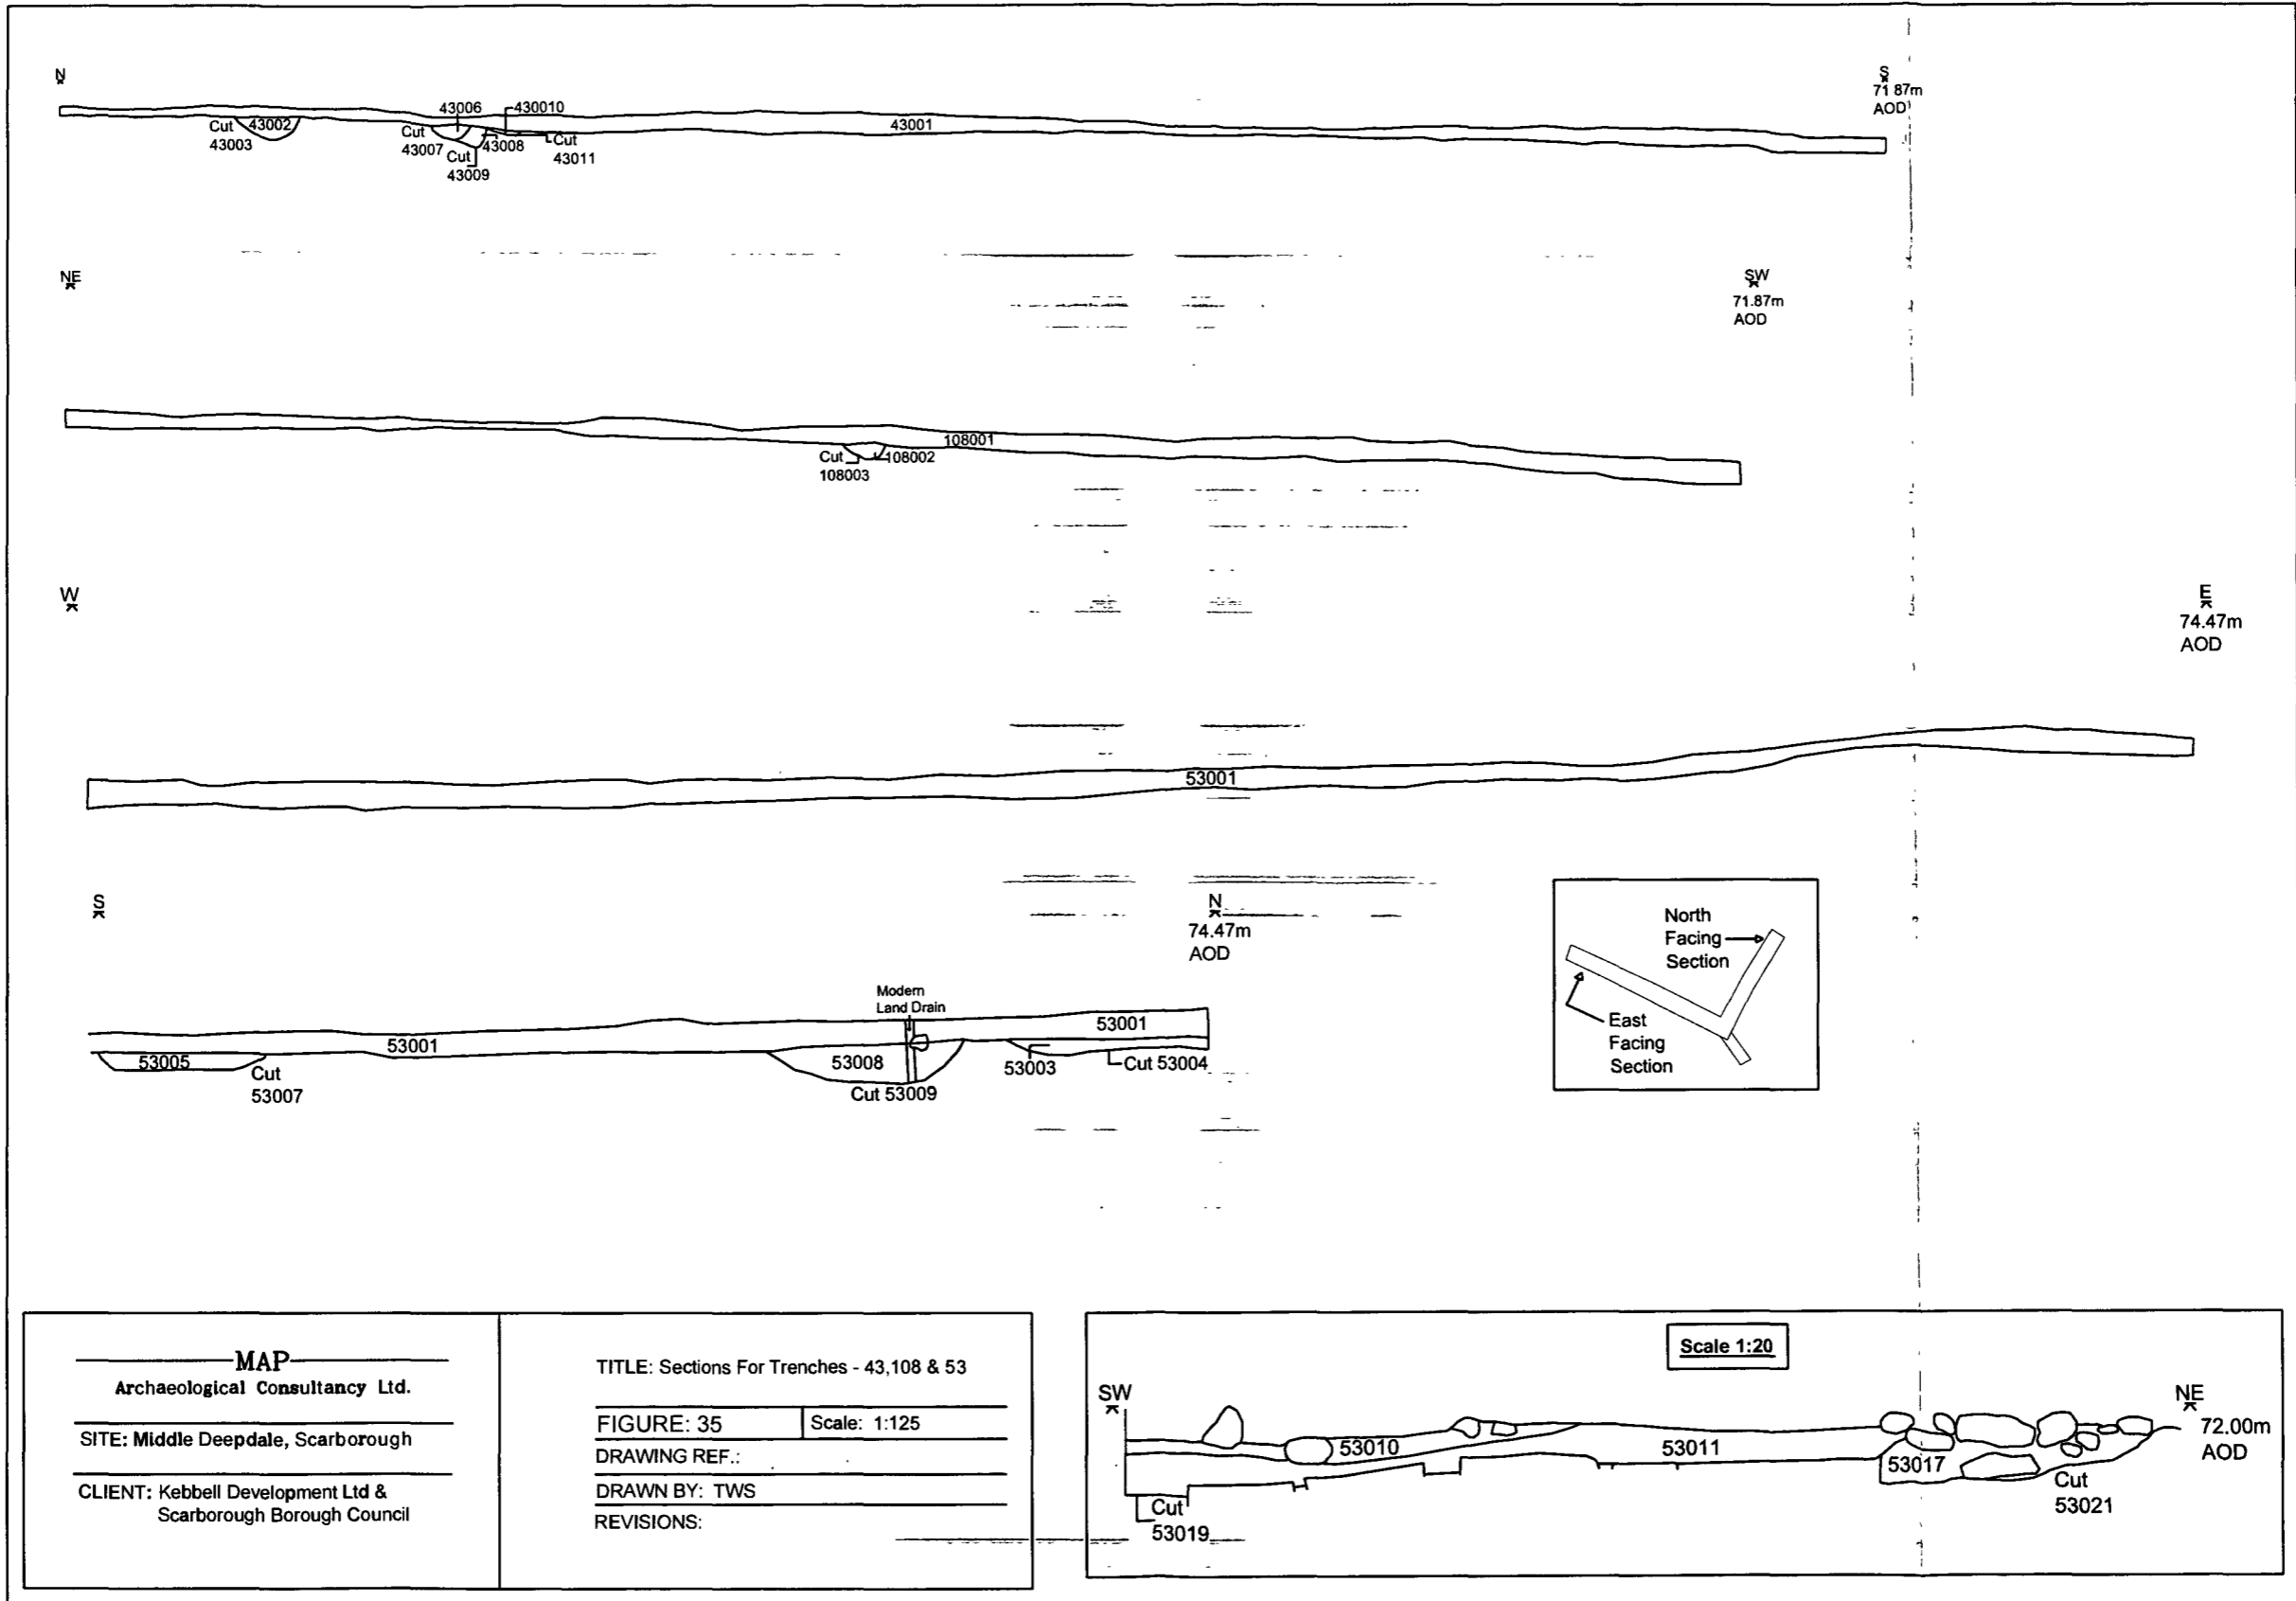 N
S
71 87m
AOD
43006
430010
Cut
43003
43002
Cut
43007
Cut
43009
43008
Cut
43011
43001
NE
SW
71.87m
AOD
108001
Cut
108003
108002
W
E
74.47m
AOD
53001
S
N
74.47m
AOD
Modern
Land Drain
53005
Cut
53007
53001
53008
Cut 53009
53001
53003
Cut 53004
North
Facing
Section
East
Facing
Section
MAP
Archaeological Consultancy Ltd.
SITE: Middle Deepdale, Scarborough
CLIENT: Kebbell Development Ltd &
Scarborough Borough Council
TITLE: Sections For Trenches - 43,108 & 53
FIGURE: 35
Scale: 1:125
DRAWING REF.:
DRAWN BY: TWS
REVISIONS:
Scale 1:20
SW
NE
72.00m
AOD
53010
53011
53017
Cut
53019
Cut
53021